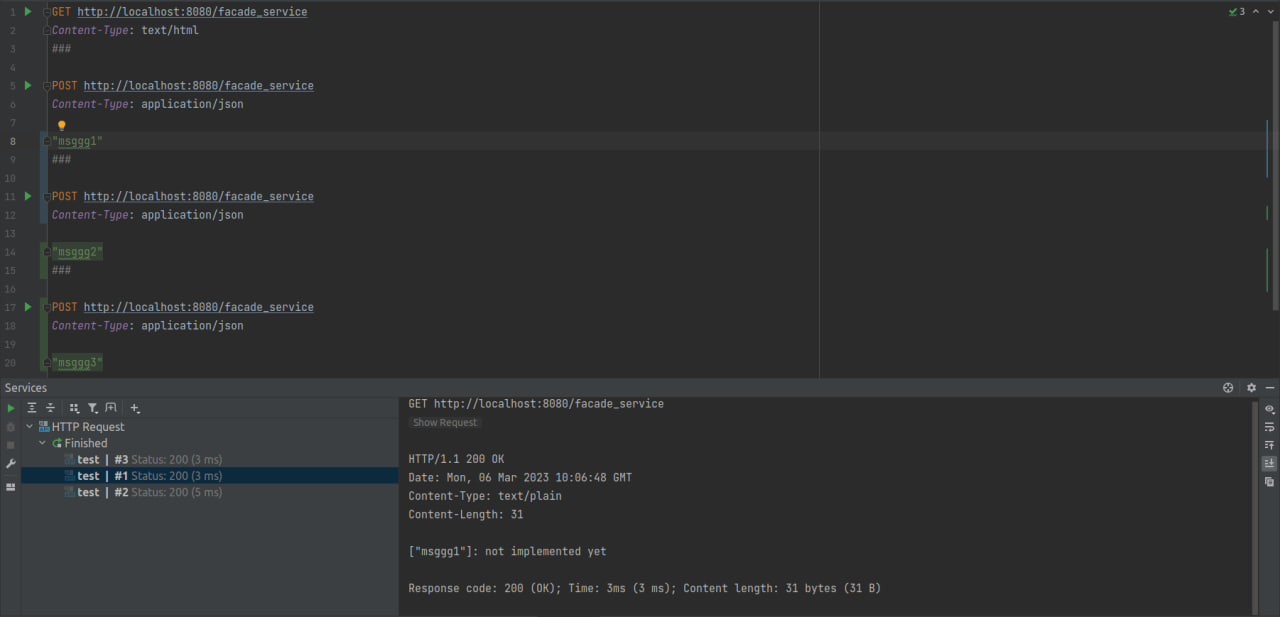 1 GET http://localhost:8080/facade_service
3
2 Content-Type: text/html
3 ###
4
5 POST http://localhost:8080/facade_service
6 Content-Type: application/json
7
8 "msggg1"
9 ###
10
11 POST http://localhost:8080/facade_service
12 Content-Type: application/json
13
14 "msggg2"
15 ###
16
17 POST http://localhost:8080/facade_service
18 Content-Type: application/json
19
20 "msggg3"
Services
HTTP Request
Finished
test | #3 Status: 200 (3 ms)
test | #1 Status: 200 (3 ms)
test | #2 Status: 200 (5 ms)
GET http://localhost:8080/facade_service
Show Request
HTTP/1.1 200 OK
Date: Mon, 06 Mar 2023 10:06:48 GMT
Content-Type: text/plain
Content-Length: 31
["msggg1"]: not implemented yet
Response code: 200 (OK); Time: 3ms (3 ms); Content length: 31 bytes (31 B)